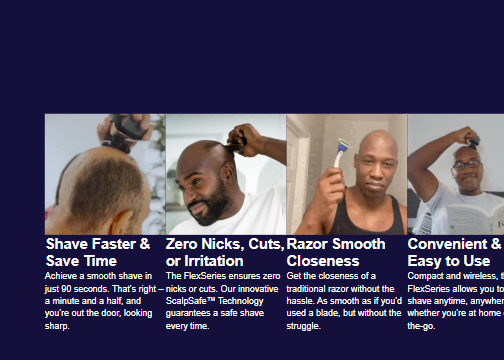 Shave Faster &
Save Time
Achieve a smooth shave in
just 90 seconds. That's right –
a minute and a half, and
you're out the door, looking
sharp.
Zero Nicks, Cuts,
or Irritation
The FlexSeries ensures zero
nicks or cuts. Our innovative
ScalpSafe™ Technology
guarantees a safe shave
every time.
Razor Smooth
Closeness
Get the closeness of a
traditional razor without the
hassle. As smooth as if you'd
used a blade, but without the
struggle.
Convenient &
Easy to Use
Compact and wireless,
FlexSeries allows you to
shave anytime,
whether you're at home
the-go.